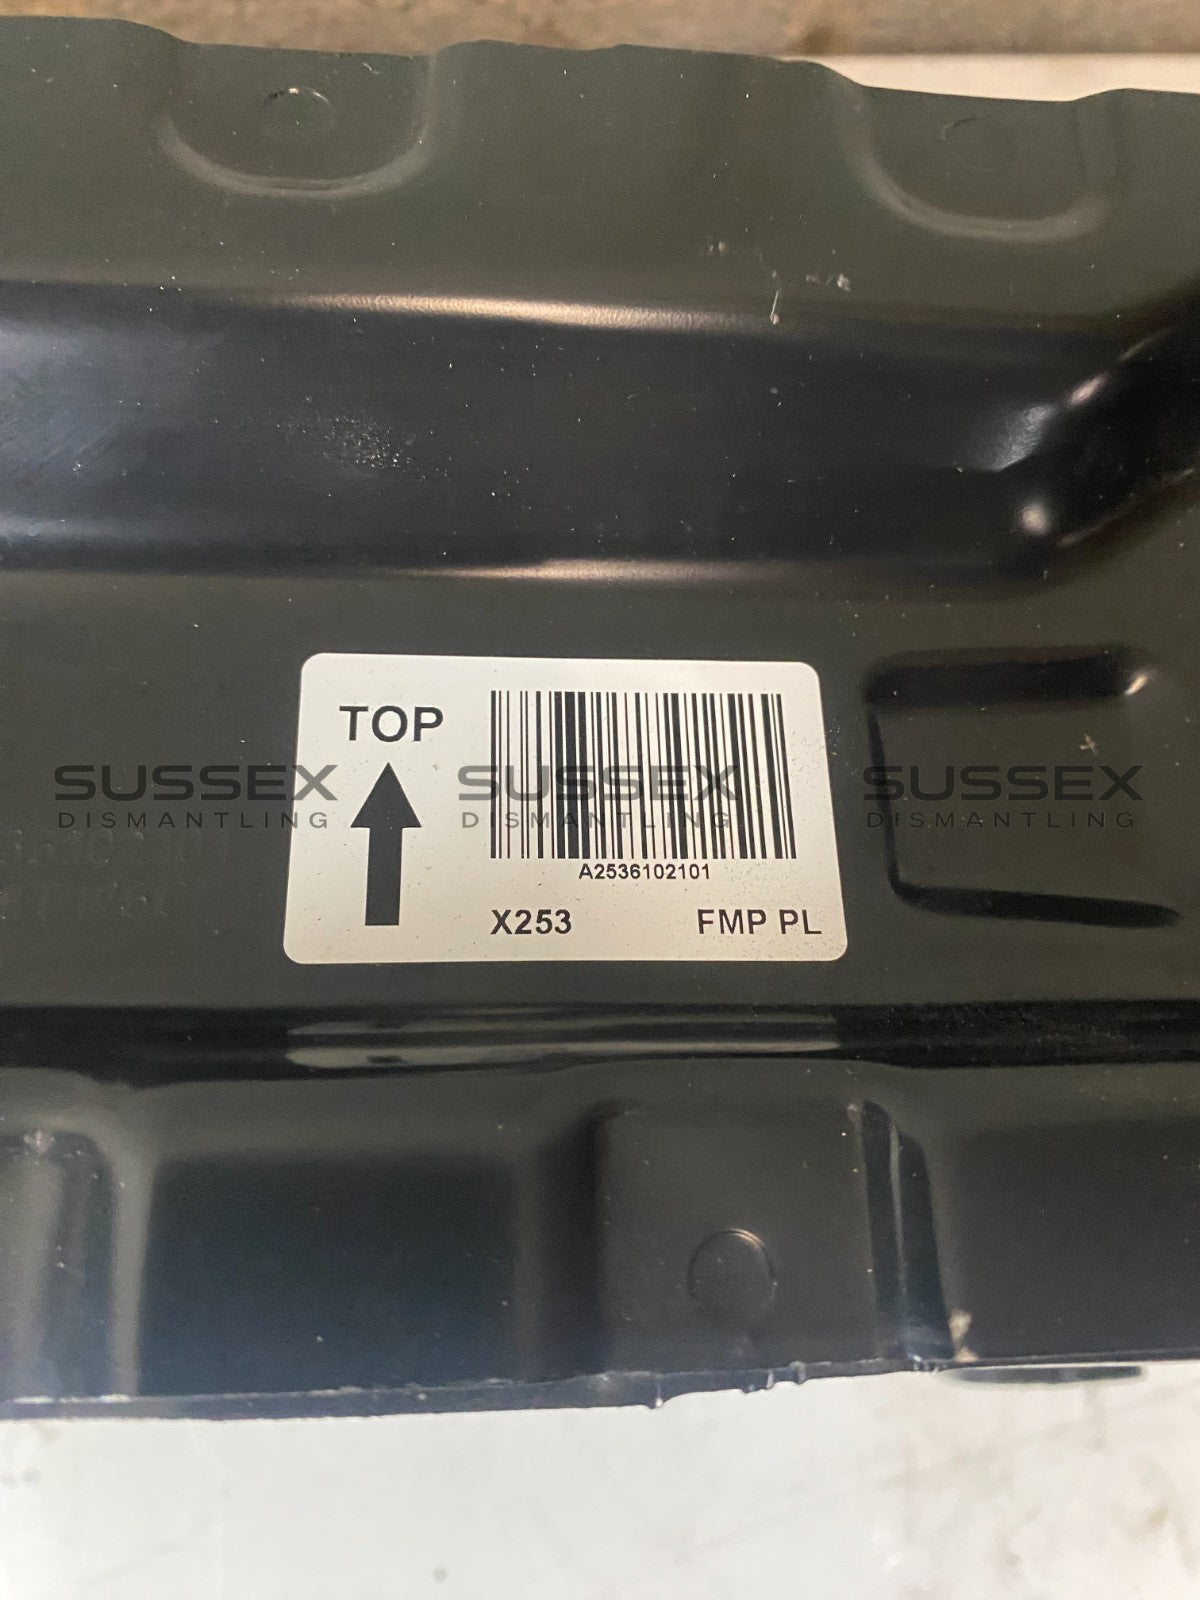 TOP
SUSSEX SUSSEX SUSSEX
DISMANTLING DISMANTLING DISMANTLING
A2536102101
X253 FMP PL